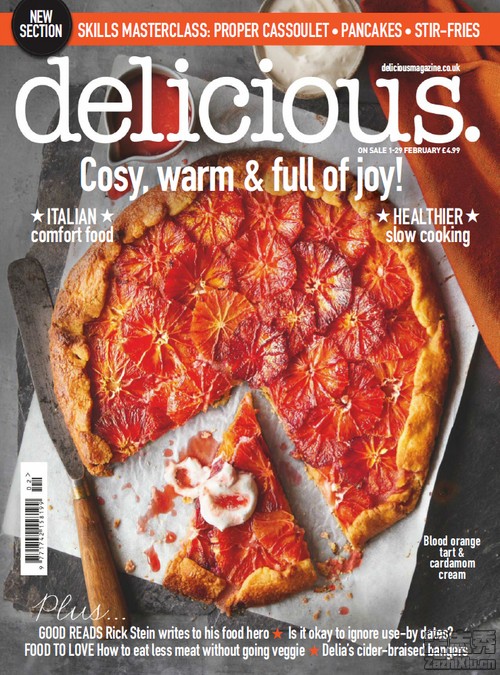 NEW
SECTION
SKILLS MASTERCLASS: PROPER CASSOULET • PANCAKES • STIR-FRIES
deliciousmagazine.co.uk
delicious.
ON SALE 1-29 FEBRUARY £4.99
Cosy, warm & full of joy!
★ ITALIAN ★
comfort food
★ HEALTHIER ★
slow cooking
Blood orange
tart &
cardamom
cream
Plus...
GOOD READS Rick Stein writes to his food hero ★ Is it okay to ignore use-by dates?
FOOD TO LOVE How to eat less meat without going veggie ★ Delia's cider-braised bangers